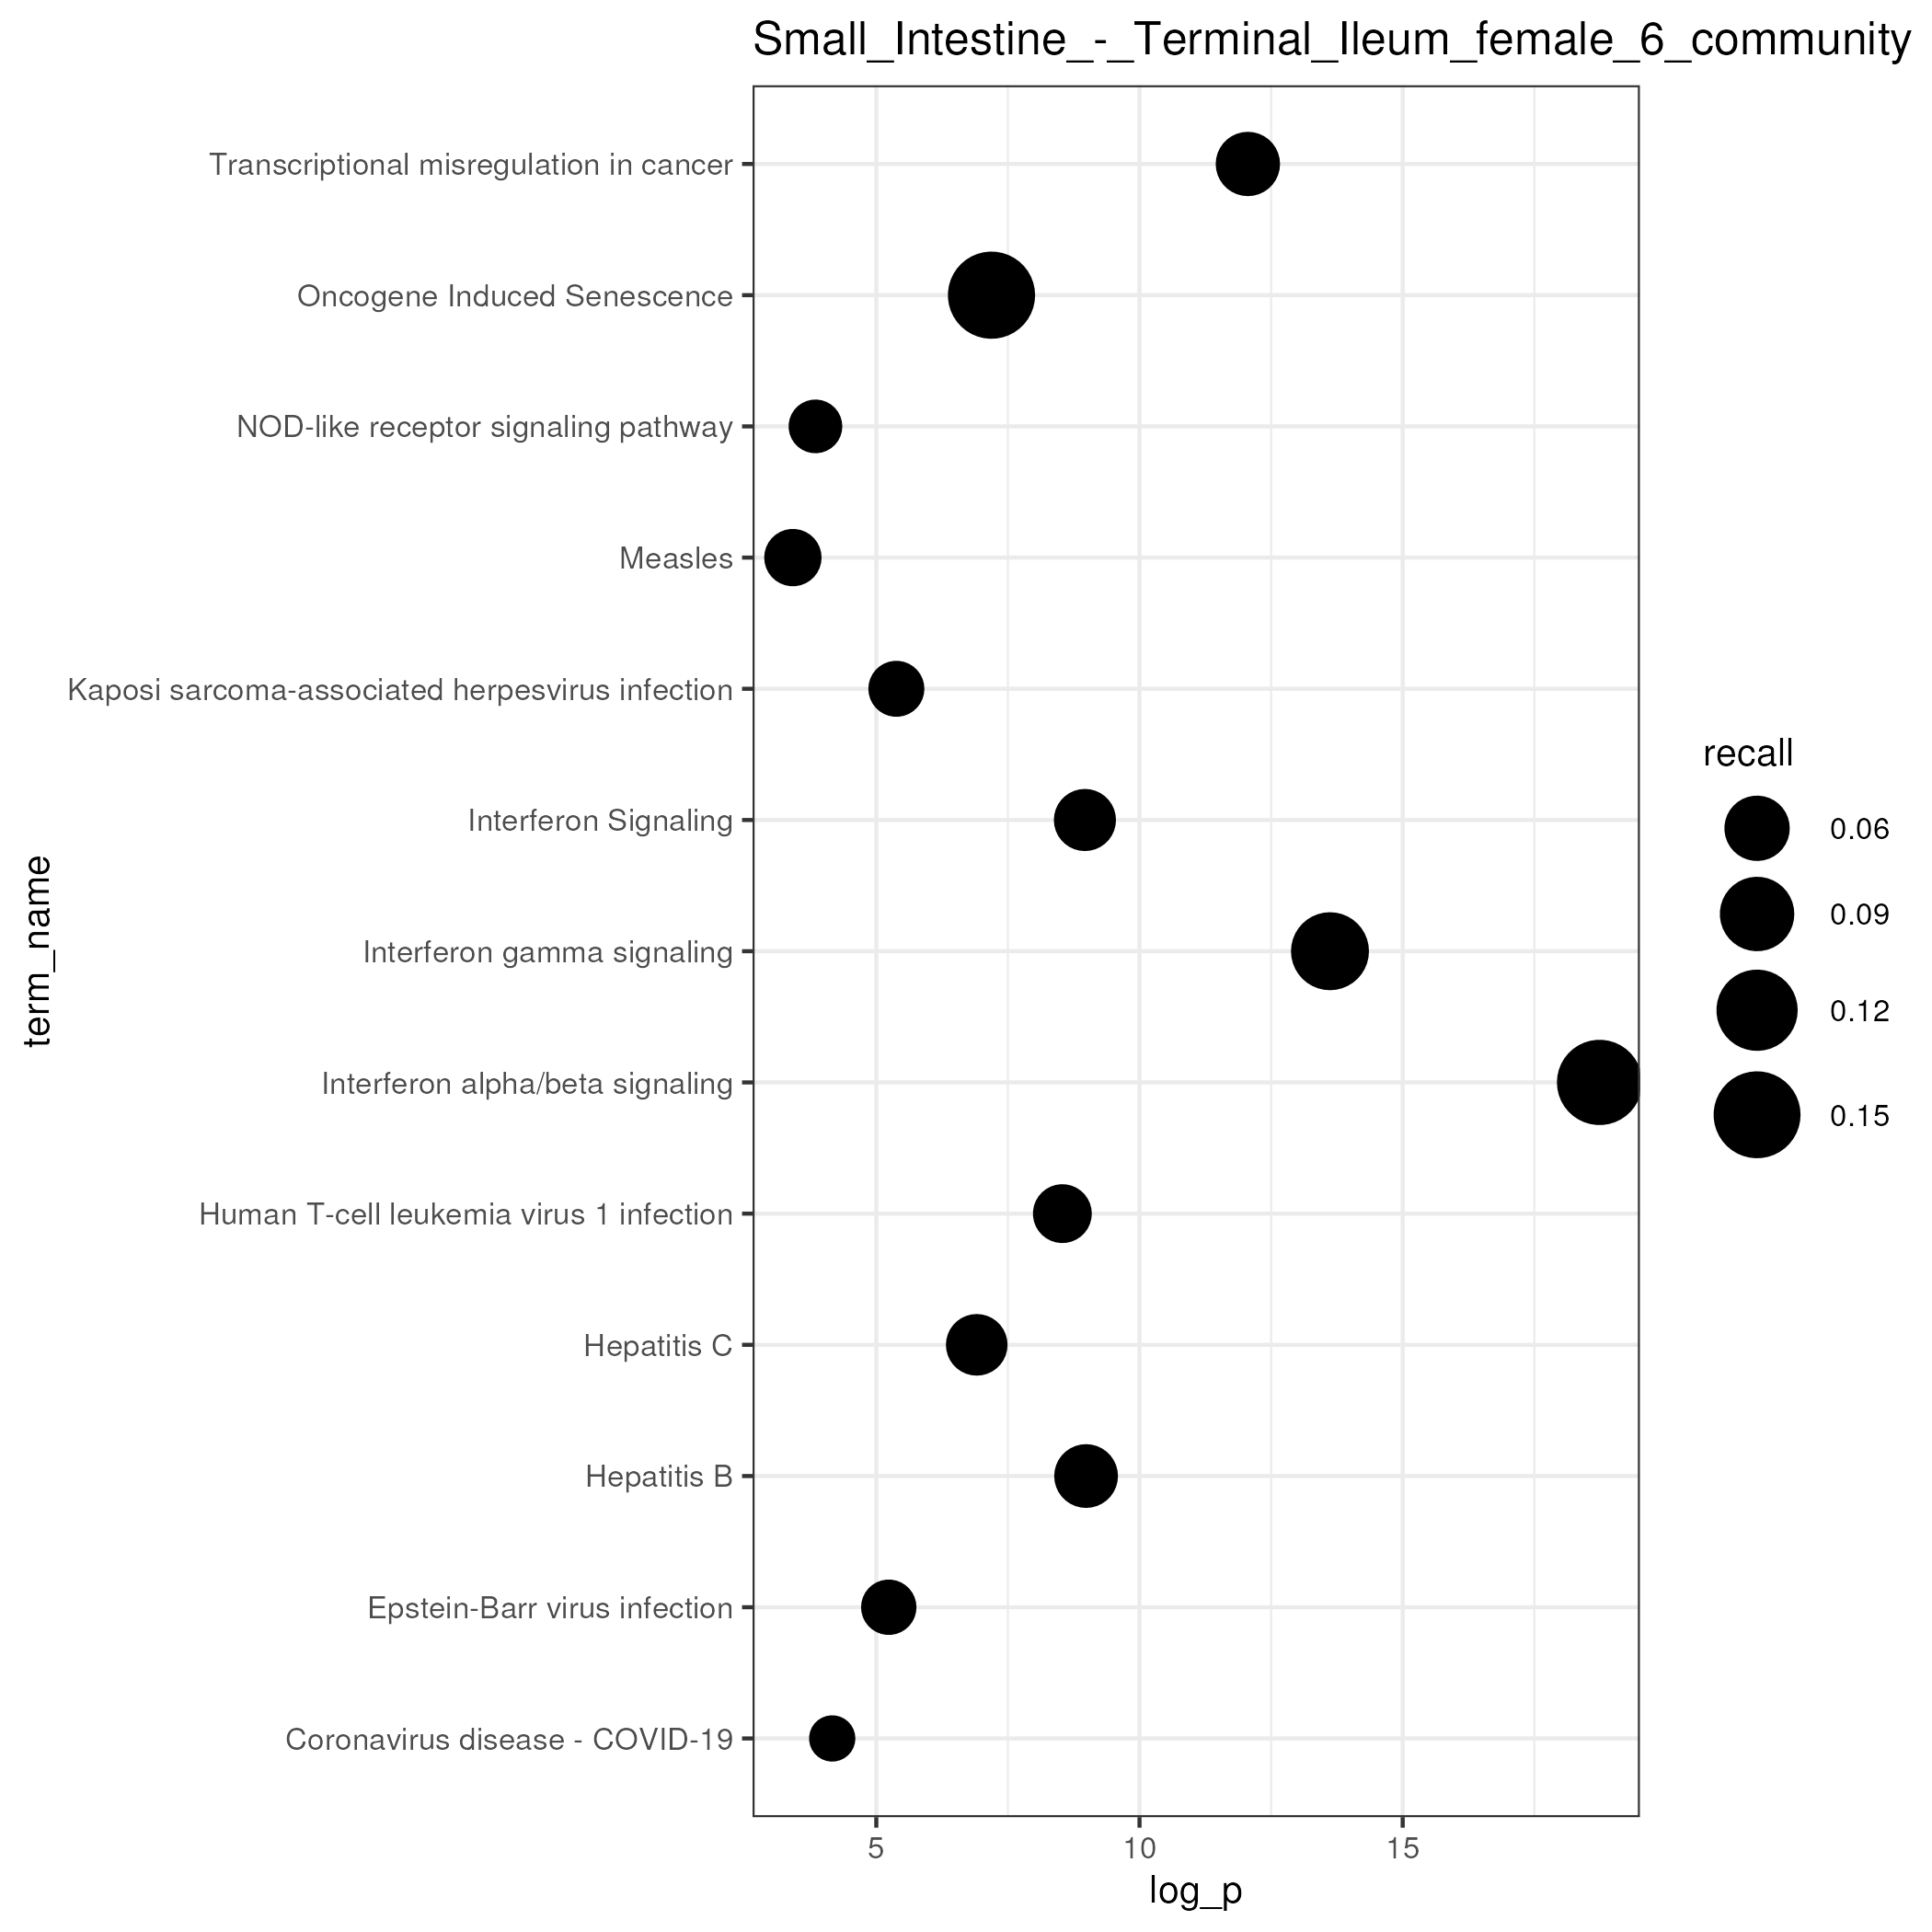 Small_Intestine_-_Terminal_Ileum_female_6_community
Transcriptional misregulation in cancer
Oncogene Induced Senescence
NOD-like receptor signaling pathway
Measles
Kaposi sarcoma-associated herpesvirus infection
Interferon Signaling
Interferon gamma signaling
Interferon alpha/beta signaling
Human T-cell leukemia virus 1 infection
Hepatitis C
Hepatitis B
Epstein-Barr virus infection
Coronavirus disease - COVID-19
term_name
5 10 15
log_p
recall
0.06
0.09
0.12
0.15